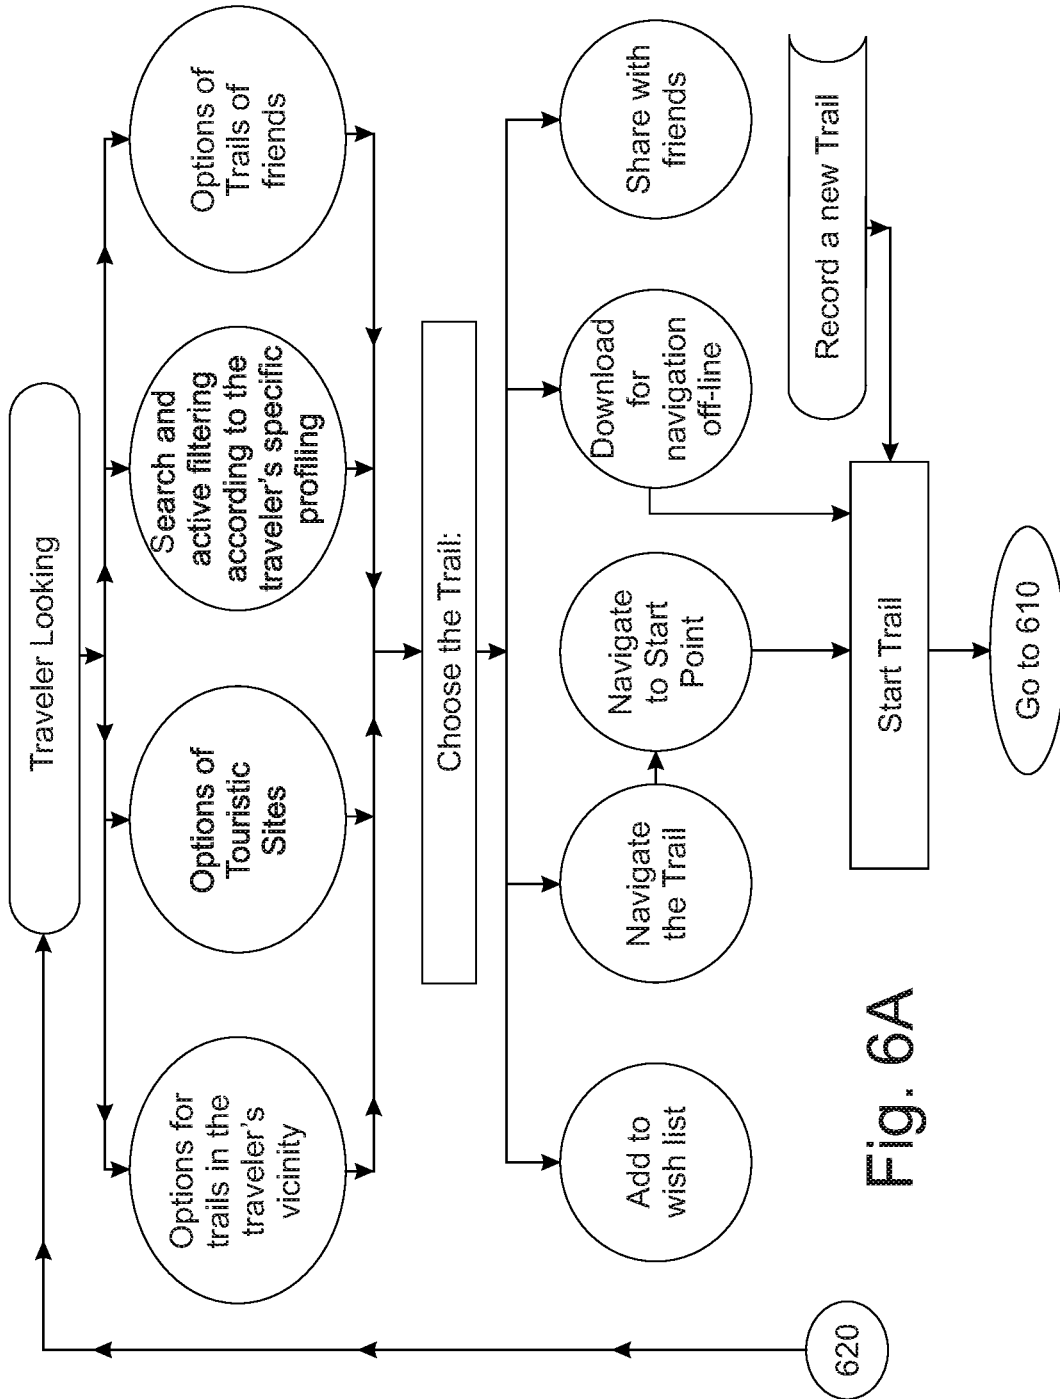 Traveler Looking
Options for
trails in the
traveler's
vicinity
Options of
Touristic
Sites
Search and
active filtering
according to the
traveler's specific
profiling
Options of
Trails of
friends
Choose the Trail:
Add to
wish list
Navigate
the Trail
Navigate
to Start
Point
Download
for
navigation
off-line
Share with
friends
Record a new Trail
Start Trail
Go to 610
620
Fig. 6A